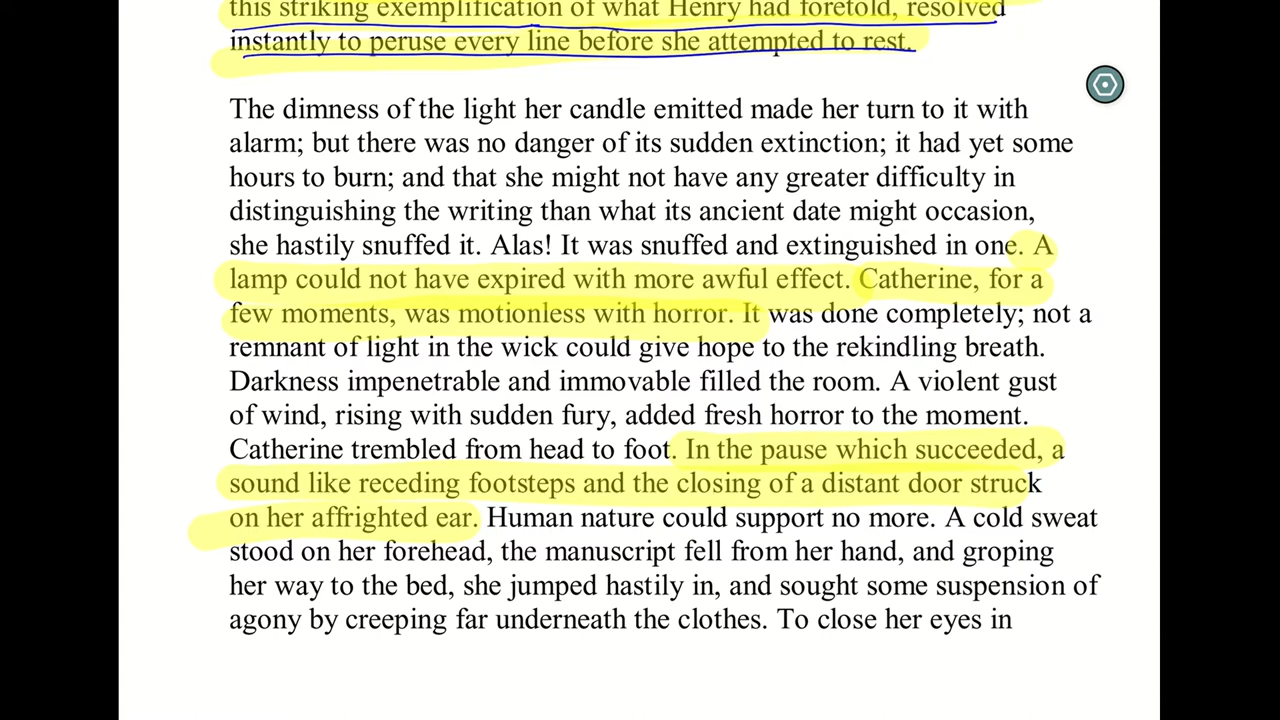 this striking exemplification of what Henry had foretold, resolved
instantly to peruse every line before she attempted to rest.
The dimness of the light her candle emitted made her turn to it with
alarm; but there was no danger of its sudden extinction; it had yet some
hours to burn; and that she might not have any greater difficulty in
distinguishing the writing than what its ancient date might occasion,
she hastily snuffed it. Alas! It was snuffed and extinguished in one. A
lamp could not have expired with more awful effect. Catherine, for a
few moments, was motionless with horror. It was done completely; not a
remnant of light in the wick could give hope to the rekindling breath.
Darkness impenetrable and immovable filled the room. A violent gust
of wind, rising with sudden fury, added fresh horror to the moment.
Catherine trembled from head to foot. In the pause which succeeded, a
sound like receding footsteps and the closing of a distant door struck
on her affrighted ear. Human nature could support no more. A cold sweat
stood on her forehead, the manuscript fell from her hand, and groping
her way to the bed, she jumped hastily in, and sought some suspension of
agony by creeping far underneath the clothes. To close her eyes in